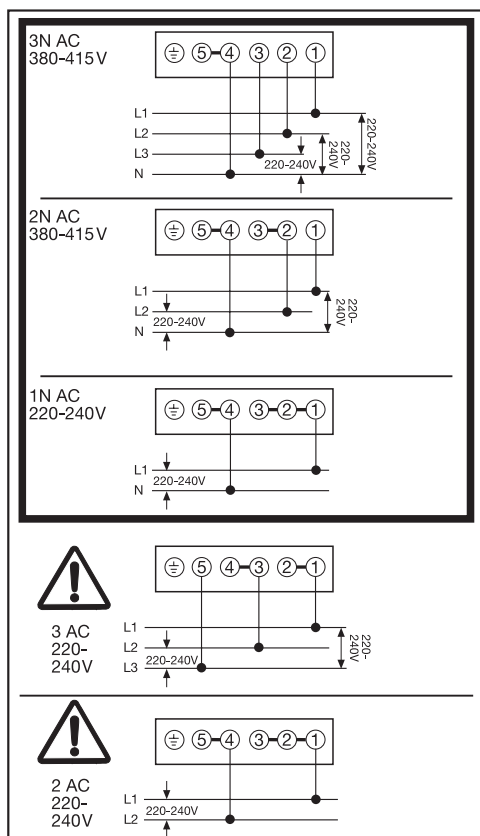 3N AC
380-415V
⏚ 5 4 3 2 1
L1
L2
L3
N
220-240V
220-
240V
220-240V
2N AC
380-415V
⏚ 5 4 3 2 1
L1
L2
N
220-240V
220-
240V
1N AC
220-240V
⏚ 5 4 3 2 1
L1
N
220-240V
3 AC
220-
240V
⏚ 5 4 3 2 1
L1
L2
L3
220-240V
220-
240V
2 AC
220-
240V
⏚ 5 4 3 2 1
L1
L2
220-240V